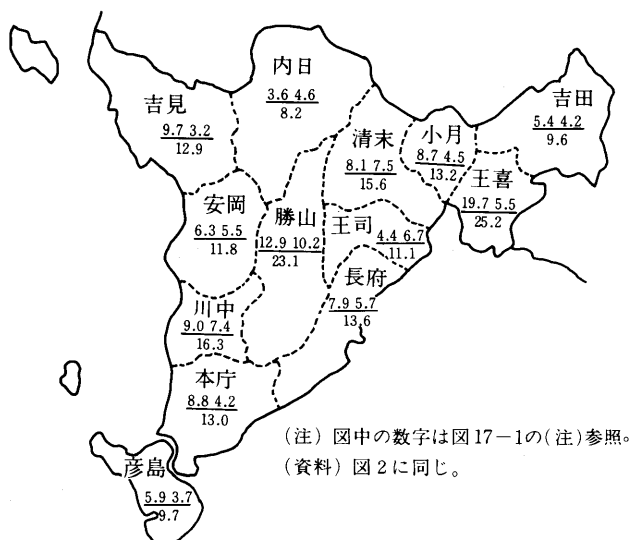 内日
3.6 4.6
8.2
吉見
9.7 3.2
12.9
吉田
5.4 4.2
9.6
清末
8.1 7.5
15.6
小月
8.7 4.5
13.2
王喜
19.7 5.5
25.2
安岡
6.3 5.5
11.8
勝山
12.9 10.2
23.1
王司
4.4 6.7
11.1
長府
7.9 5.7
13.6
川中
9.0 7.4
16.3
本庁
8.8 4.2
13.0
彦島
5.9 3.7
9.7
(注) 図中の数字は図17−1の(注)参照。
(資料) 図2に同じ。